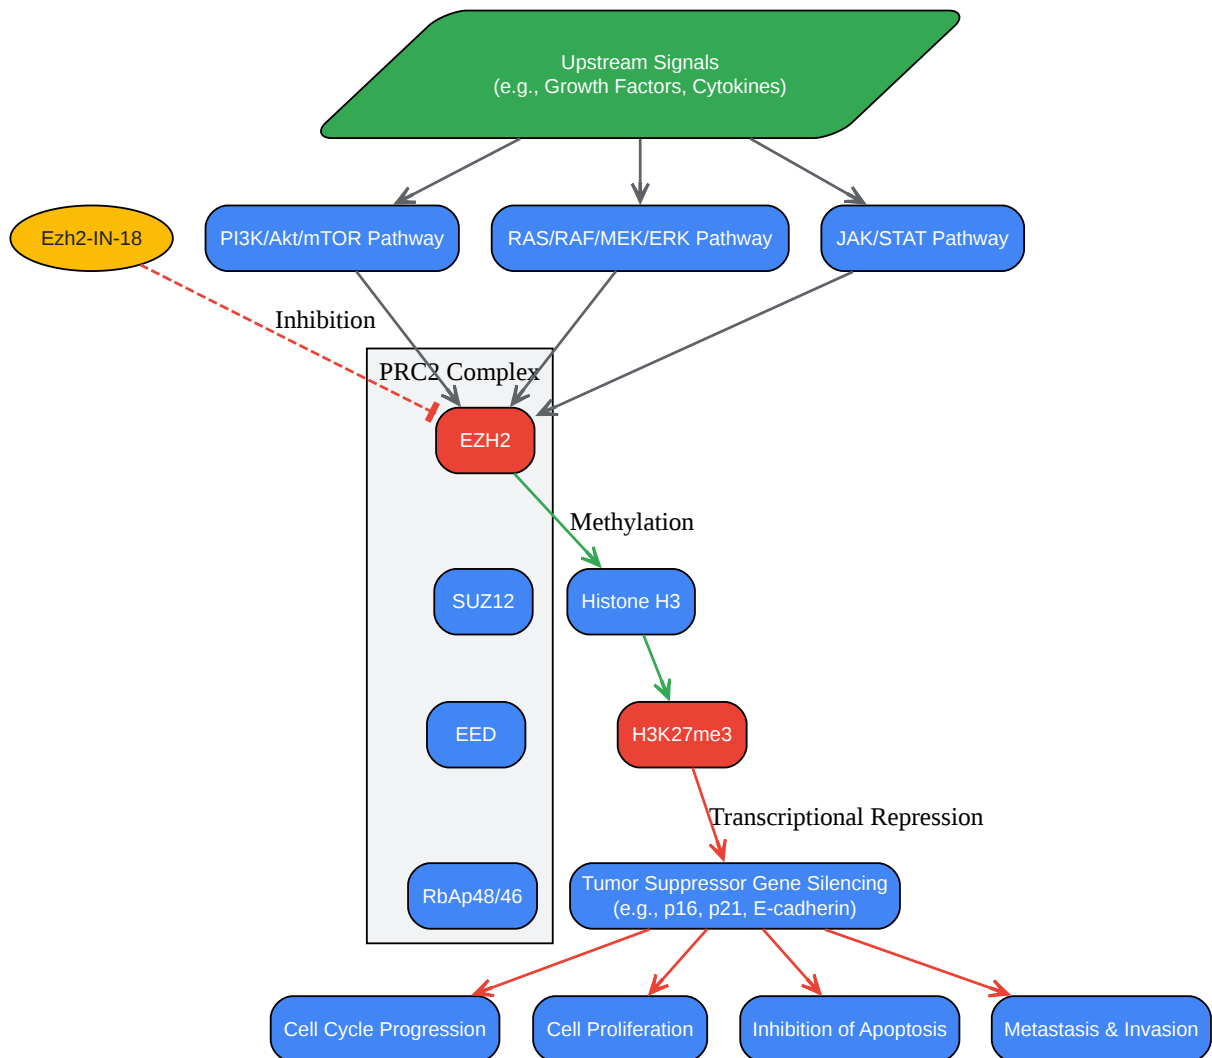 Upstream Signals
(e.g., Growth Factors, Cytokines)
Ezh2-IN-18
PI3K/Akt/mTOR Pathway
RAS/RAF/MEK/ERK Pathway
JAK/STAT Pathway
Inhibition
PRC2 Complex
EZH2
Methylation
SUZ12
Histone H3
EED
H3K27me3
Transcriptional Repression
RbAp48/46
Tumor Suppressor Gene Silencing
(e.g., p16, p21, E-cadherin)
Cell Cycle Progression
Cell Proliferation
Inhibition of Apoptosis
Metastasis & Invasion